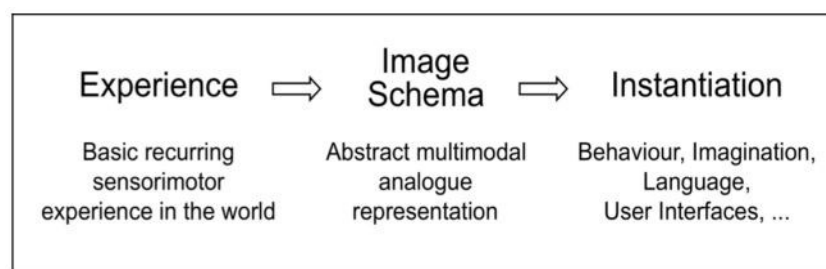 Experience
Image
Schema
Instantiation
Basic recurring
sensorimotor
experience in the world
Abstract multimodal
analogue
representation
Behaviour, Imagination,
Language,
User Interfaces, ...